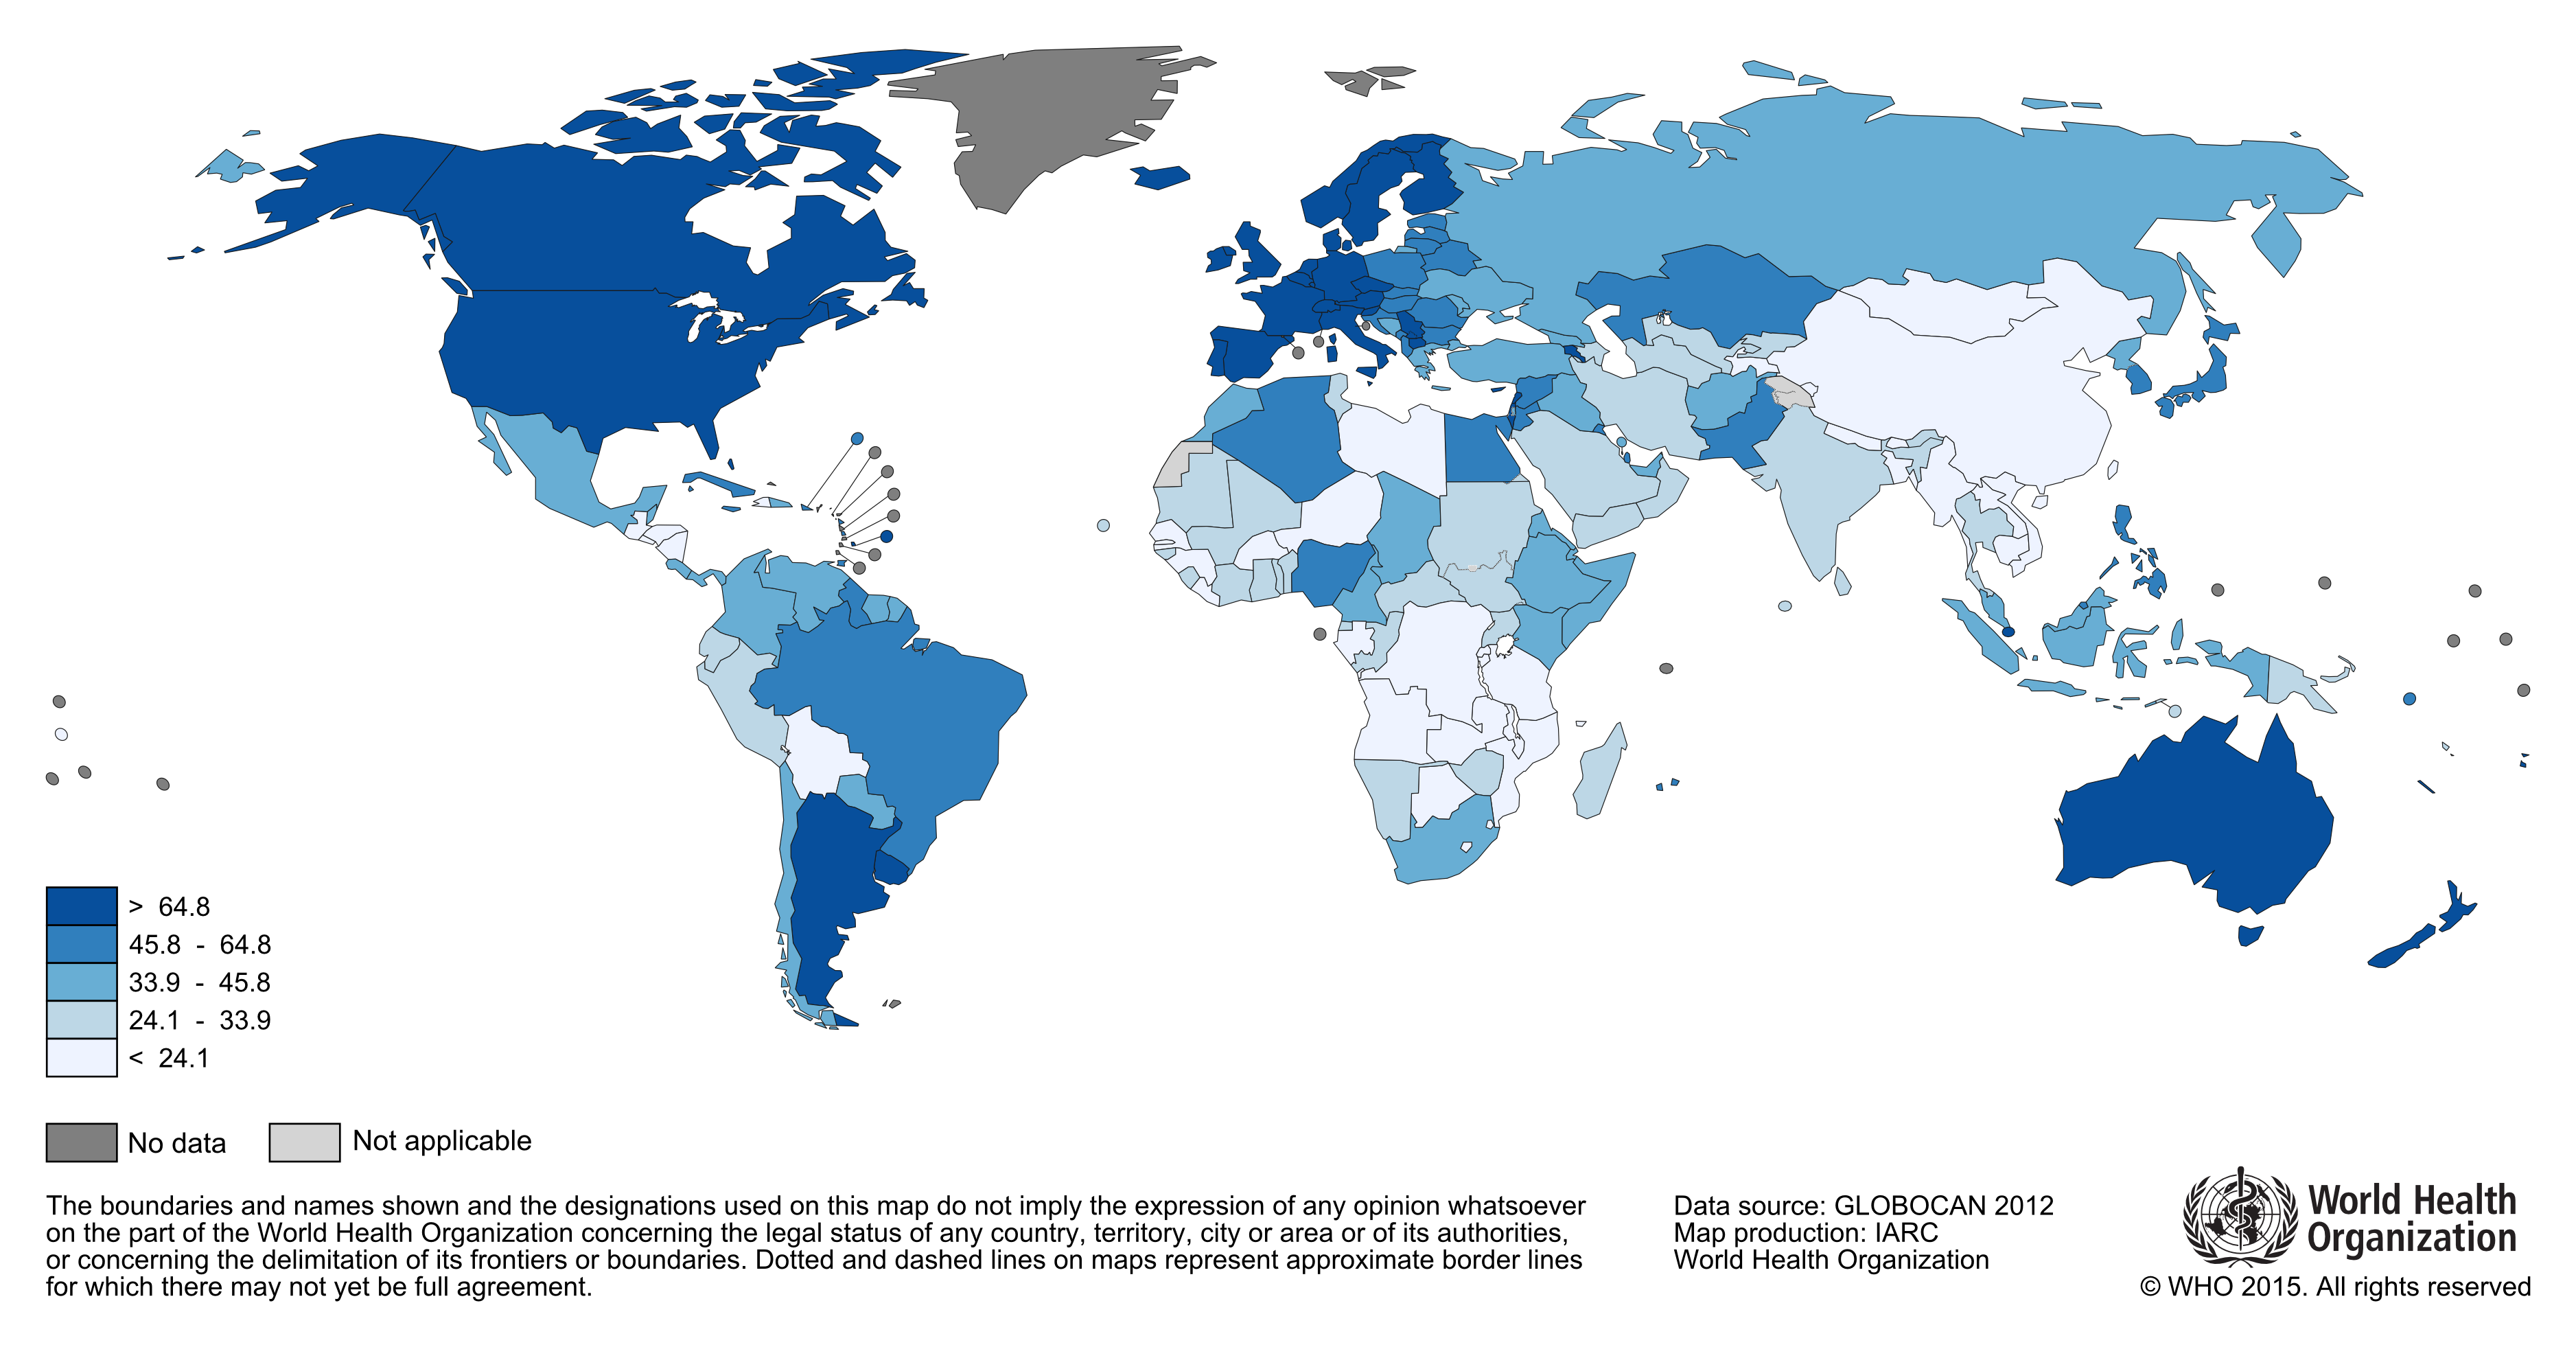 > 64.8
45.8 - 64.8
33.9 - 45.8
24.1 - 33.9
< 24.1
No data
Not applicable
The boundaries and names shown and the designations used on this map do not imply the expression of any opinion whatsoever
on the part of the World Health Organization concerning the legal status of any country, territory, city or area or of its authorities,
or concerning the delimitation of its frontiers or boundaries. Dotted and dashed lines on maps represent approximate border lines
for which there may not yet be full agreement.
Data source: GLOBOCAN 2012
Map production: IARC
World Health Organization
World Health
Organization
© WHO 2015. All rights reserved